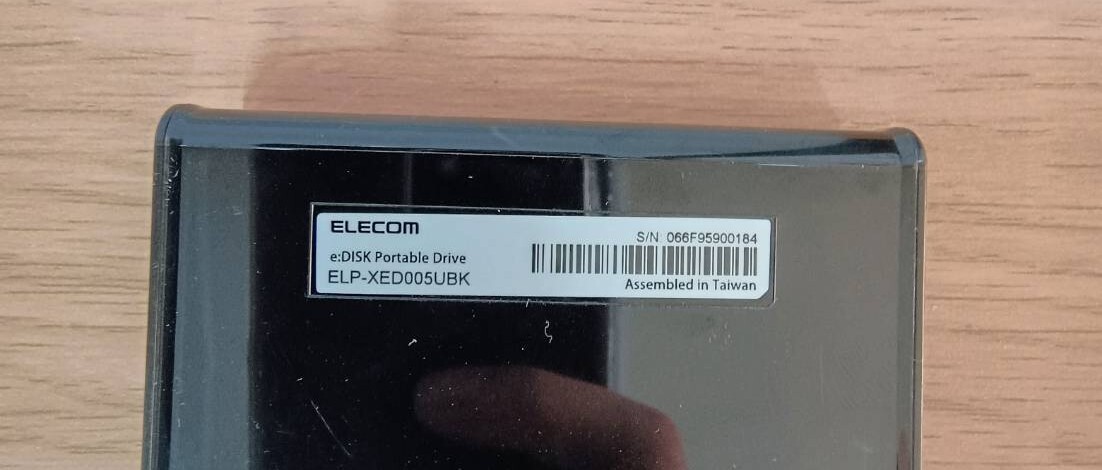 ELECOM
S/N: 066F95900184
e:DISK Portable Drive
ELP-XED005UBK
Assembled in Taiwan